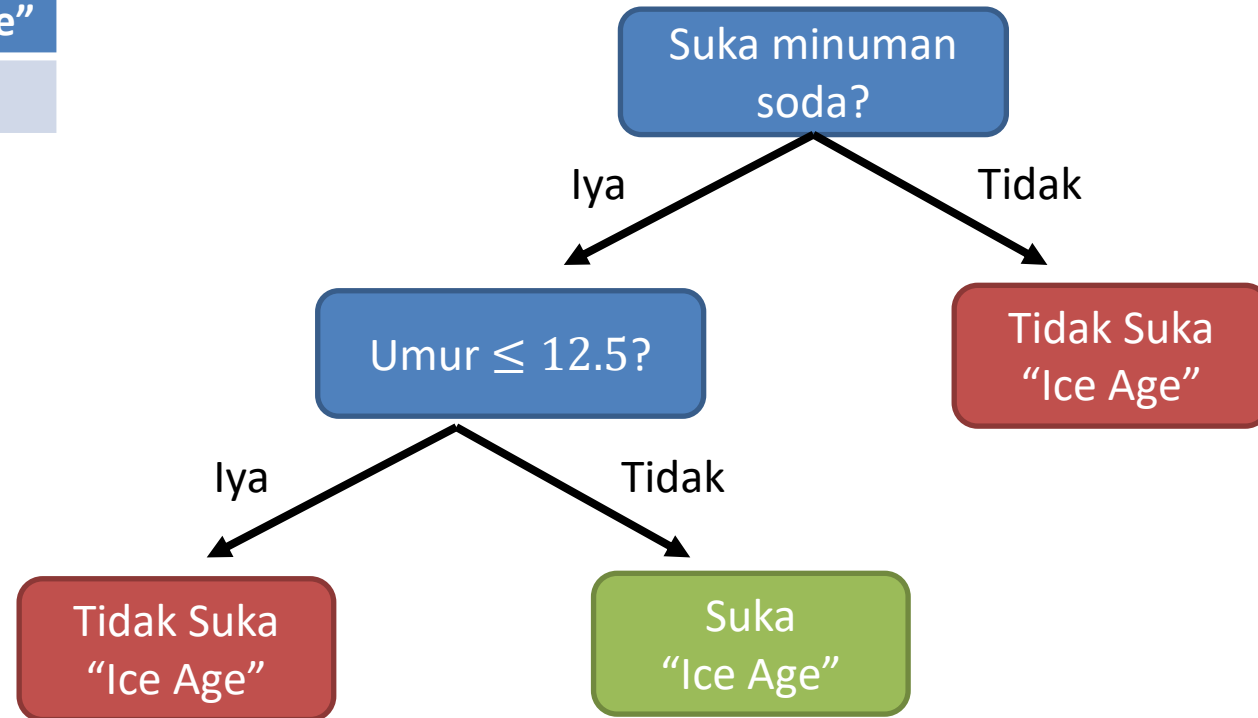 e”
Suka minuman
soda?
Iya
Tidak
Umur ≤ 12.5?
Tidak Suka
“Ice Age”
Iya
Tidak
Tidak Suka
“Ice Age”
Suka
“Ice Age”